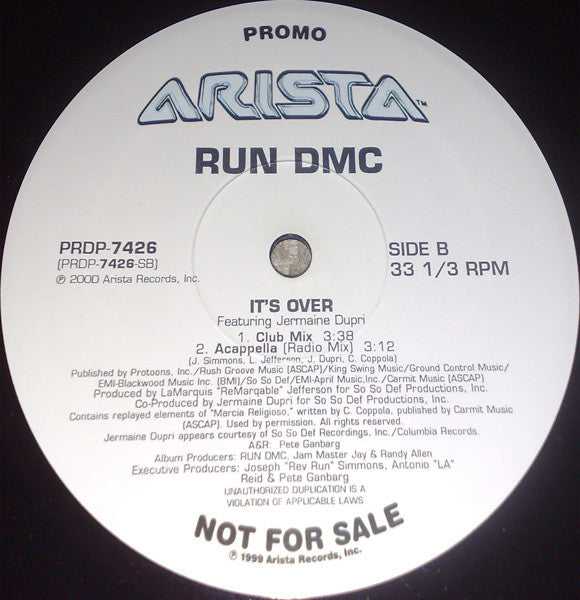 PROMO
ARISTA™
RUN DMC
PRDP-7426
(PRDP-7426-SB)
℗ 2000 Arista Records, Inc.
SIDE B
33 1/3 RPM
IT'S OVER
Featuring Jermaine Dupri
1. Club Mix 3:38
2. Acappella (Radio Mix) 3:12
(J. Simmons, L. Jefferson, J. Dupri, C. Coppola)
Published by Protoons, Inc./Rush Groove Music (ASCAP)/King Swing Music/Ground Control Music/
EMI-Blackwood Music Inc. (BMI)/So So Def/EMI-April Music,Inc./Carmit Music (ASCAP)
Produced by LaMarquis "ReMarqable" Jefferson for So So Def Productions, Inc.
Co-Produced by Jermaine Dupri for So So Def Productions, Inc.
Contains replayed elements of "Marcia Religioso," written by C. Coppola, published by Carmit Music
(ASCAP). Used by permission. All rights reserved.
Jermaine Dupri appears courtesy of So So Def Recordings, Inc./Columbia Records.
A&R: Pete Ganbarg
Album Producers: RUN DMC, Jam Master Jay & Randy Allen
Executive Producers: Joseph "Rev Run" Simmons, Antonio "LA"
Reid & Pete Ganbarg
UNAUTHORIZED DUPLICATION IS A
VIOLATION OF APPLICABLE LAWS
NOT FOR SALE
℗ 1999 Arista Records, Inc.